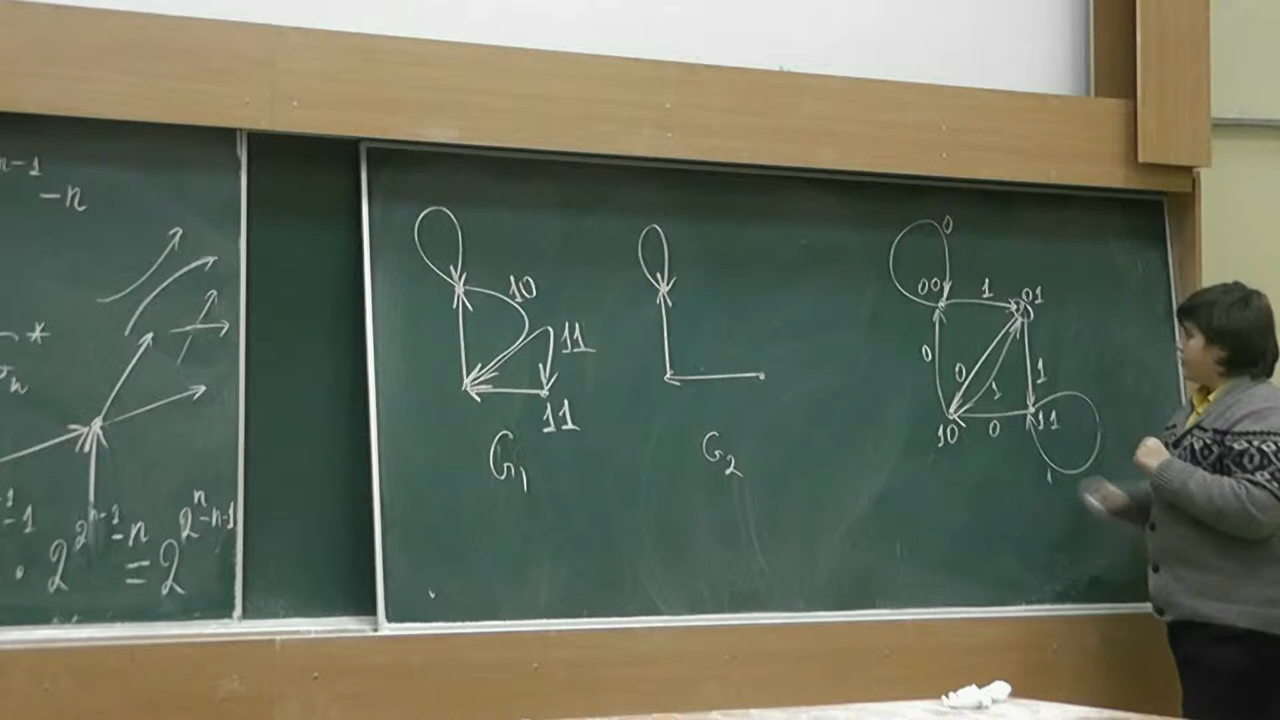 n-1
-n
*
n
-1
· 2^{2^{n-1}-n} = 2^{2^n-n-1}
10
11
11
G₁
G₂
0
00 1 01
0 0 1 1
10 0 11
1